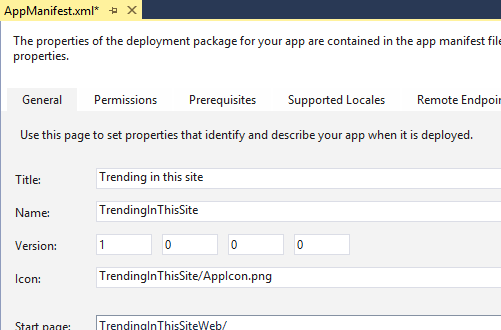 AppManifest.xml*
The properties of the deployment package for your app are contained in the app manifest file
properties.
General Permissions Prerequisites Supported Locales Remote Endpoin
Use this page to set properties that identify and describe your app when it is deployed.
Title: Trending in this site
Name: TrendingInThisSite
Version: 1 0 0 0
Icon: TrendingInThisSite/AppIcon.png
Start page: TrendingInThisSiteWeb/